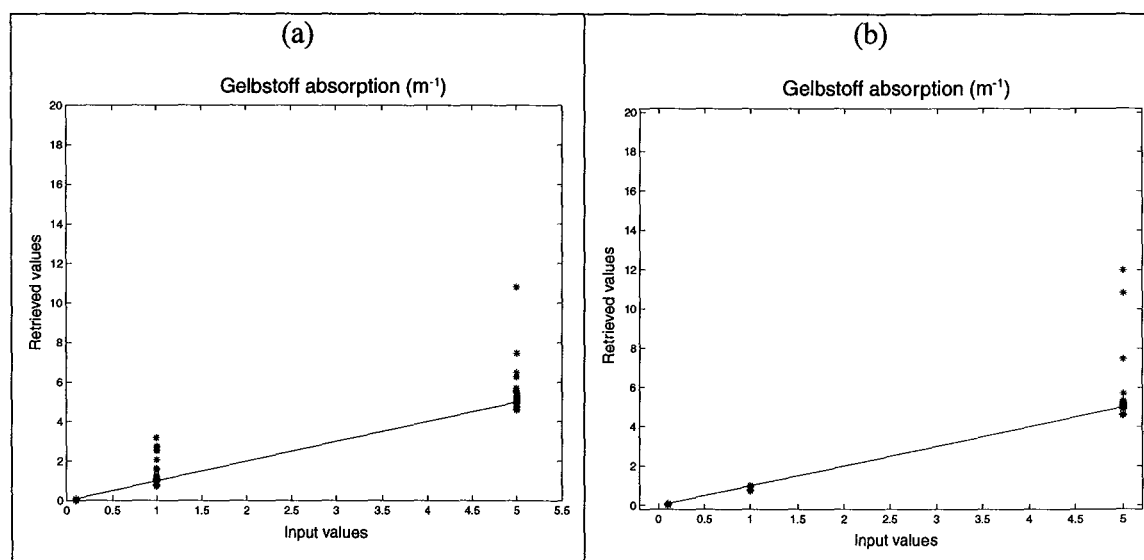 (a)
Gelbstoff absorption (m⁻¹)
20
18
16
14
12
10
8
6
4
2
0
Retrieved values
0 0.5 1 1.5 2 2.5 3 3.5 4 4.5 5 5.5
Input values
(b)
Gelbstoff absorption (m⁻¹)
20
18
16
14
12
10
8
6
4
2
0
Retrieved values
0 0.5 1 1.5 2 2.5 3 3.5 4 4.5 5
Input values